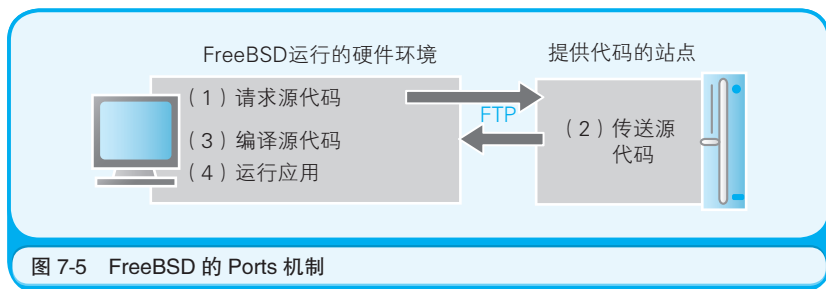 FreeBSD运行的硬件环境
提供代码的站点
（1）请求源代码
FTP
（3）编译源代码
（4）运行应用
（2）传送源
代码
图 7-5 FreeBSD 的 Ports 机制